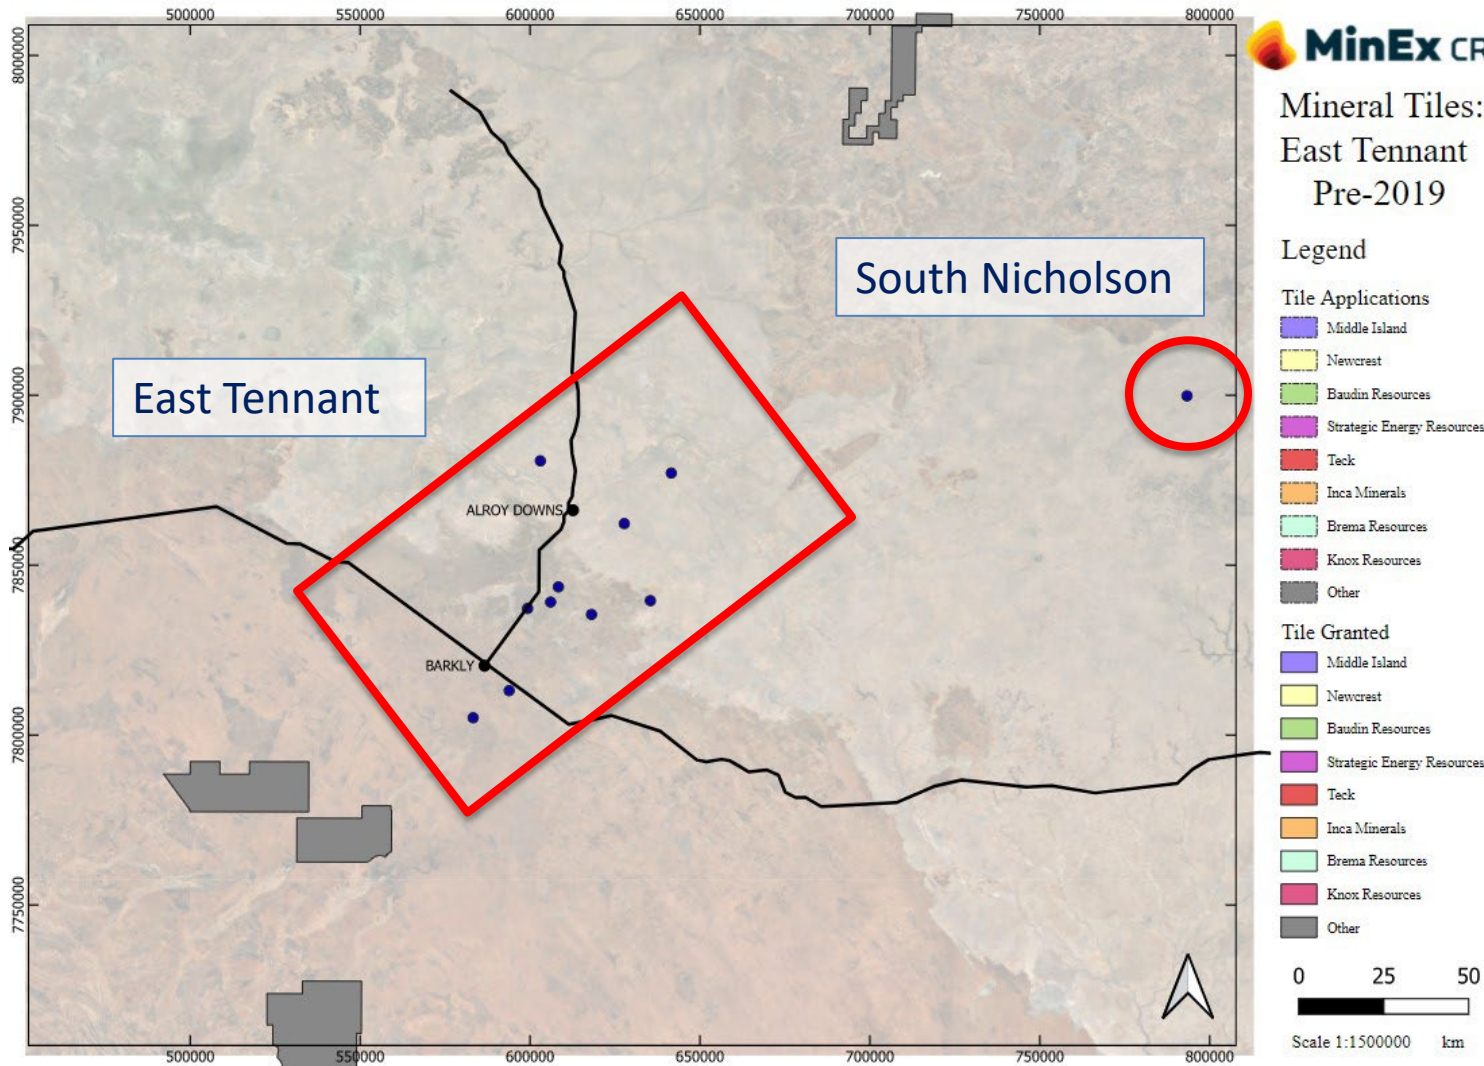 500000 550000 600000 650000 700000 750000 800000
MinEx CR
Mineral Tiles:
East Tennant
Pre-2019
Legend
Tile Applications
Middle Island
Newcrest
Baudin Resources
Strategic Energy Resources
Teck
Inca Minerals
Brema Resources
Knox Resources
Other
Tile Granted
Middle Island
Newcrest
Baudin Resources
Strategic Energy Resources
Teck
Inca Minerals
Brema Resources
Knox Resources
Other
0 25 50
Scale 1:1500000 km
8000000
7950000
7900000
7850000
7800000
7750000
South Nicholson
East Tennant
ALROY DOWNS
BARKLY
500000 550000 600000 650000 700000 750000 800000